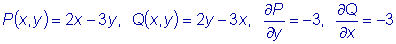 P(x,y) = 2x − 3y, Q(x,y) = 2y − 3x, ∂P/∂y = −3, ∂Q/∂x = −3